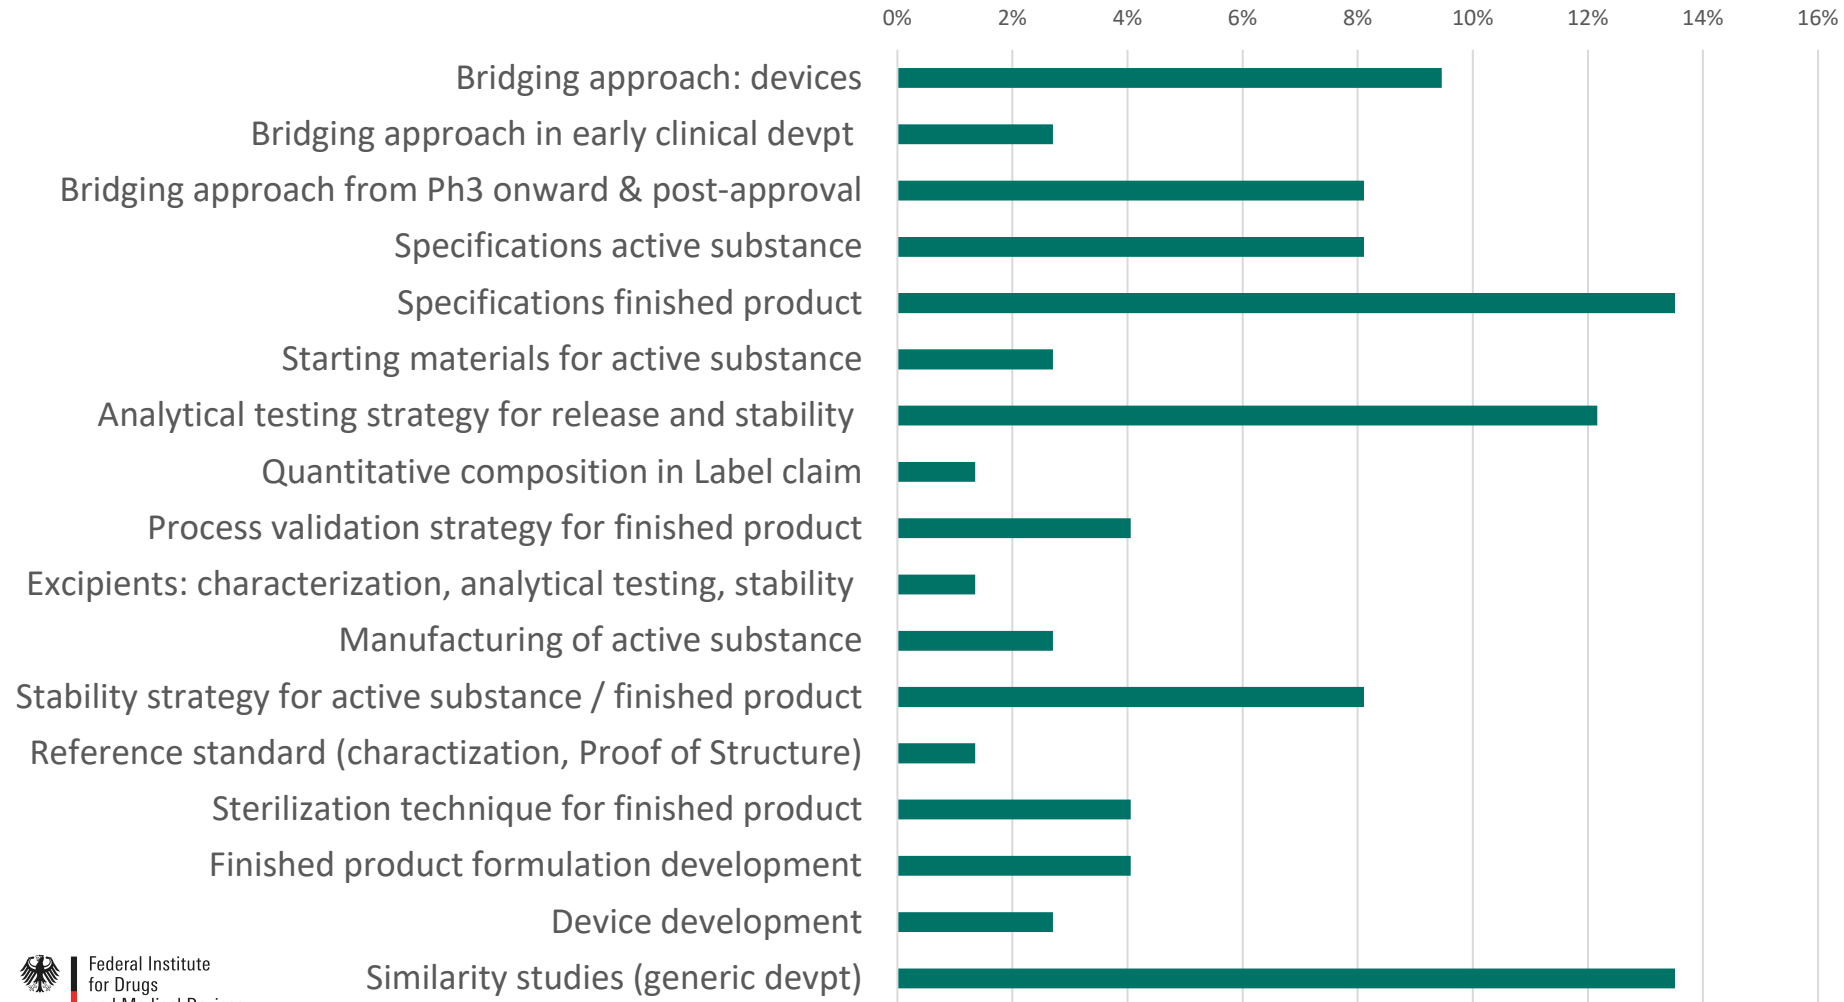 0% 2% 4% 6% 8% 10% 12% 14% 16%
Bridging approach: devices
Bridging approach in early clinical devpt
Bridging approach from Ph3 onward & post-approval
Specifications active substance
Specifications finished product
Starting materials for active substance
Analytical testing strategy for release and stability
Quantitative composition in Label claim
Process validation strategy for finished product
Excipients: characterization, analytical testing, stability
Manufacturing of active substance
Stability strategy for active substance / finished product
Reference standard (charactization, Proof of Structure)
Sterilization technique for finished product
Finished product formulation development
Device development
Similarity studies (generic devpt)
Federal Institute
for Drugs
and Medical